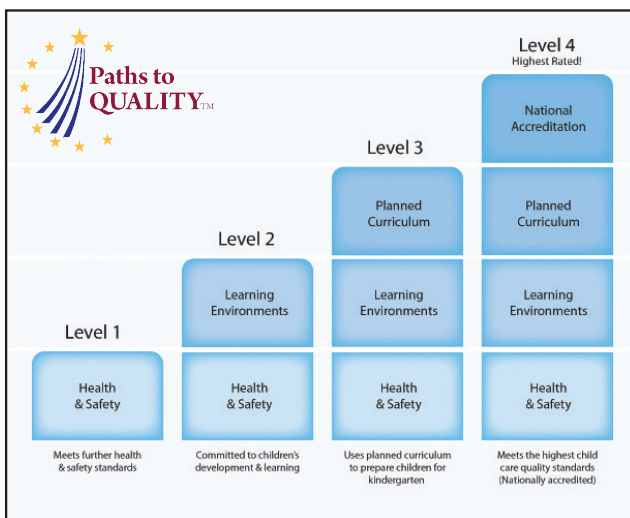 Paths to
QUALITY™
Level 1
Health
& Safety
Meets further health
& safety standards
Level 2
Learning
Environments
Health
& Safety
Committed to children's
development & learning
Level 3
Planned
Curriculum
Learning
Environments
Health
& Safety
Uses planned curriculum
to prepare children for
kindergarten
Level 4
Highest Rated!
National
Accreditation
Planned
Curriculum
Learning
Environments
Health
& Safety
Meets the highest child
care quality standards
(Nationally accredited)